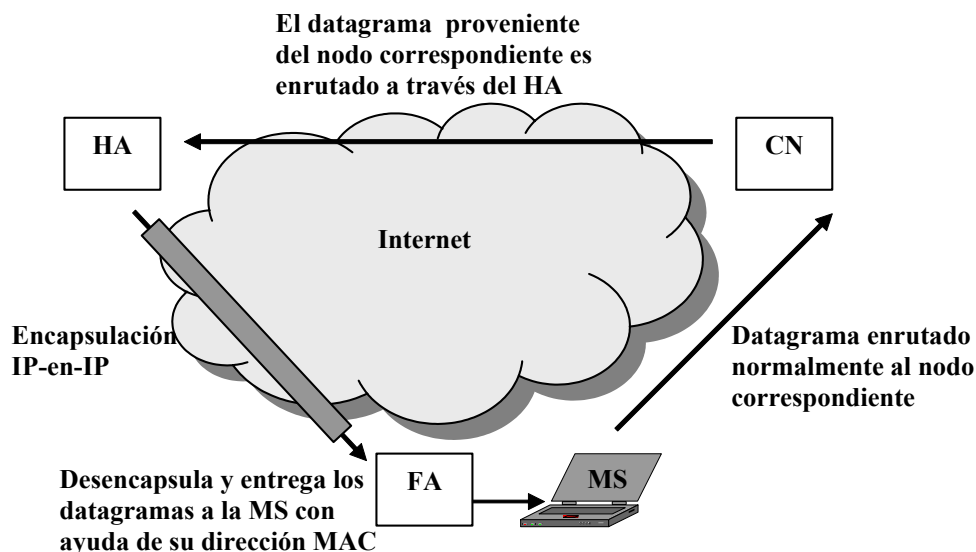 El datagrama proveniente
del nodo correspondiente es
enrutado a través del HA
HA
CN
Internet
Encapsulación
IP-en-IP
Datagrama enrutado
normalmente al nodo
correspondiente
Desencapsula y entrega los
datagramas a la MS con
ayuda de su dirección MAC
FA
MS